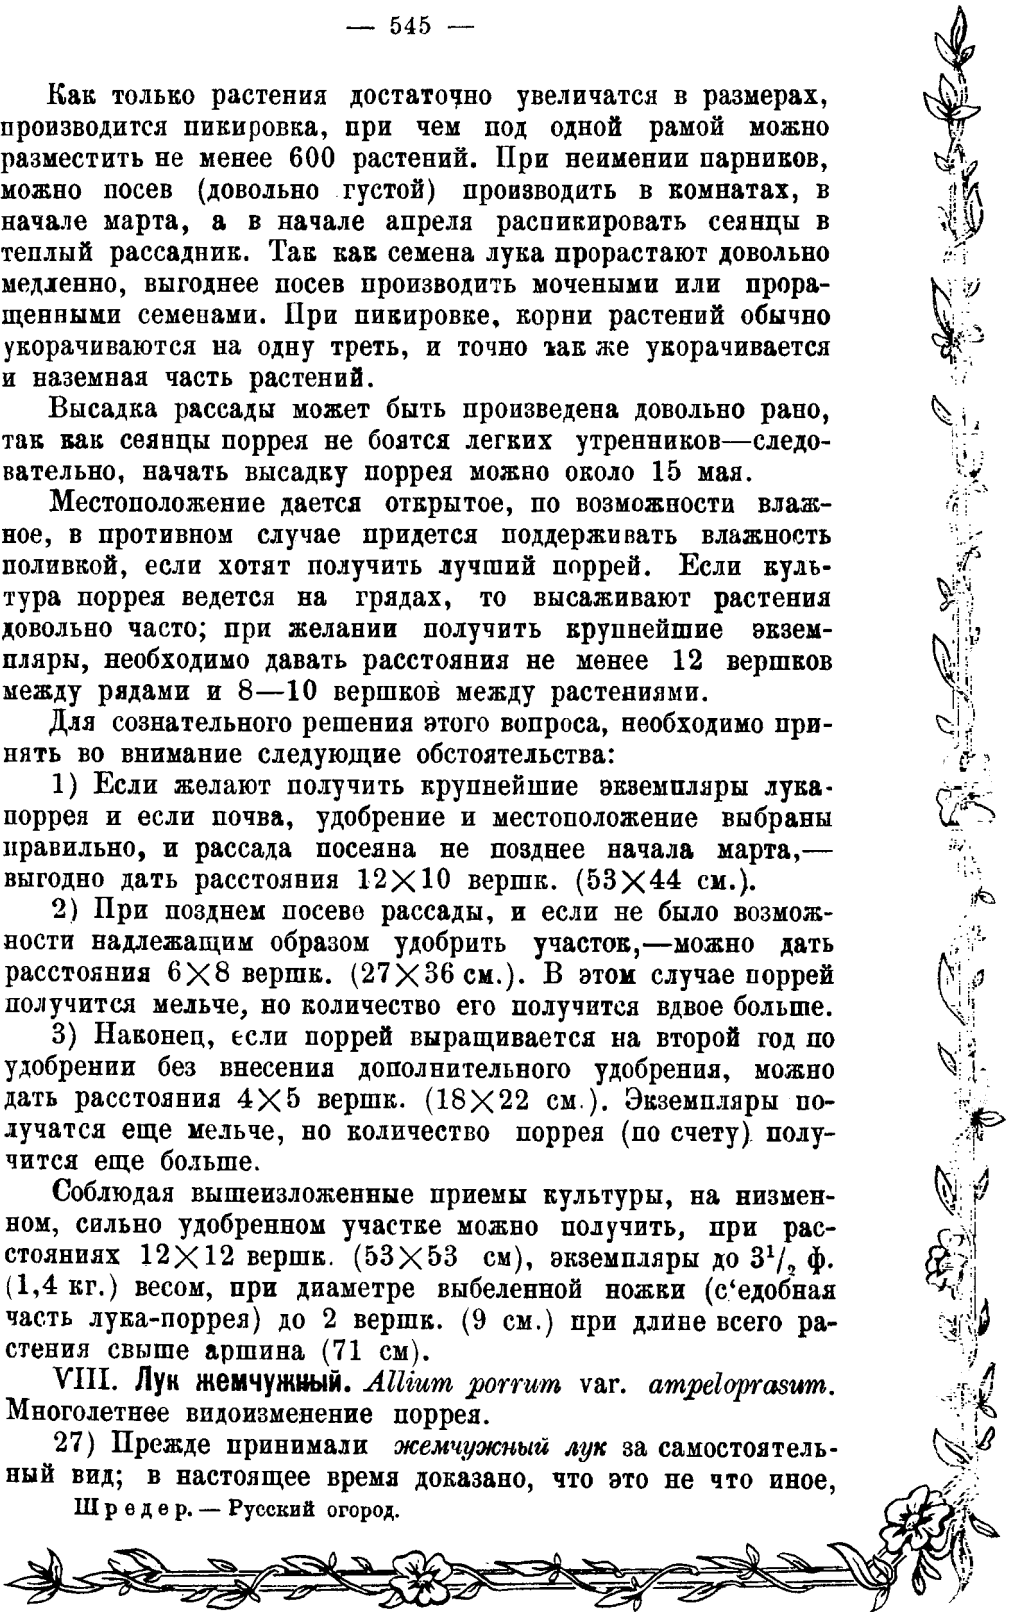 — 545 —
Как только растения достаточно увеличатся в размерах,
производится пикировка, при чем под одной рамой можно
разместить не менее 600 растений. При неимении парников,
можно посев (довольно густой) производить в комнатах, в
начале марта, а в начале апреля распикировать сеянцы в
теплый рассадник. Так как семена лука прорастают довольно
медленно, выгоднее посев производить мочеными или прора-
щенными семенами. При пикировке, корни растений обычно
укорачиваются на одну треть, и точно так же укорачивается
и наземная часть растений.
Высадка рассады может быть произведена довольно рано,
так как сеянцы поррея не боятся легких утренников—следо-
вательно, начать высадку поррея можно около 15 мая.
Местоположение дается открытое, по возможности влаж-
ное, в противном случае придется поддерживать влажность
поливкой, если хотят получить лучший поррей. Если куль-
тура поррея ведется на грядах, то высаживают растения
довольно часто; при желании получить крупнейшие экзем-
пляры, необходимо давать расстояния не менее 12 вершков
между рядами и 8—10 вершков между растениями.
Для сознательного решения этого вопроса, необходимо при-
нять во внимание следующие обстоятельства:
1) Если желают получить крупнейшие экземпляры лука-
поррея и если почва, удобрение и местоположение выбраны
правильно, и рассада посеяна не позднее начала марта,—
выгодно дать расстояния 12×10 вершк. (53×44 см.).
2) При позднем посеве рассады, и если не было возмож-
ности надлежащим образом удобрить участок,—можно дать
расстояния 6×8 вершк. (27×36 см.). В этом случае поррей
получится мельче, но количество его получится вдвое больше.
3) Наконец, если поррей выращивается на второй год по
удобрении без внесения дополнительного удобрения, можно
дать расстояния 4×5 вершк. (18×22 см.). Экземпляры по-
лучатся еще мельче, но количество поррея (по счету) полу-
чится еще больше.
Соблюдая вышеизложенные приемы культуры, на низмен-
ном, сильно удобренном участке можно получить, при рас-
стояниях 12×12 вершк. (53×53 см), экземпляры до 3¹/₂ ф.
(1,4 кг.) весом, при диаметре выбеленной ножки (с‘едобная
часть лука-поррея) до 2 вершк. (9 см.) при длине всего ра-
стения свыше аршина (71 см).
VIII. Лук жемчужный. Allium porrum var. ampeloprasum.
Многолетнее видоизменение поррея.
27) Прежде принимали жемчужный лук за самостоятель-
ный вид; в настоящее время доказано, что это не что иное,
Шредер.— Русский огород.